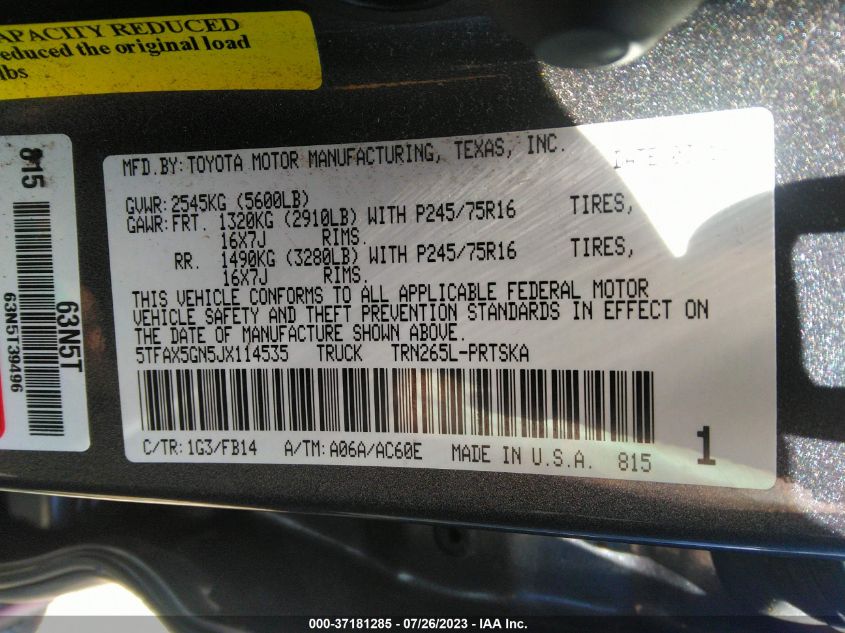 APACITY REDUCED
reduced the original load
lbs
815
63N5T
63N5T39496
MFD.BY: TOYOTA MOTOR MANUFACTURING, TEXAS, INC.
DATE:
GVWR: 2545KG (5600LB)
GAWR: FRT. 1320KG (2910LB) WITH P245/75R16 TIRES,
16X7J RIMS.
RR. 1490KG (3280LB) WITH P245/75R16 TIRES,
16X7J RIMS.
THIS VEHICLE CONFORMS TO ALL APPLICABLE FEDERAL MOTOR
VEHICLE SAFETY AND THEFT PREVENTION STANDARDS IN EFFECT ON
THE DATE OF MANUFACTURE SHOWN ABOVE.
5TFAX5GN5JX114535 TRUCK TRN265L-PRTSKA
C/TR: 1G3/FB14 A/TM: A06A/AC60E MADE IN U.S.A. 815 1
000-37181285 - 07/26/2023 - IAA Inc.